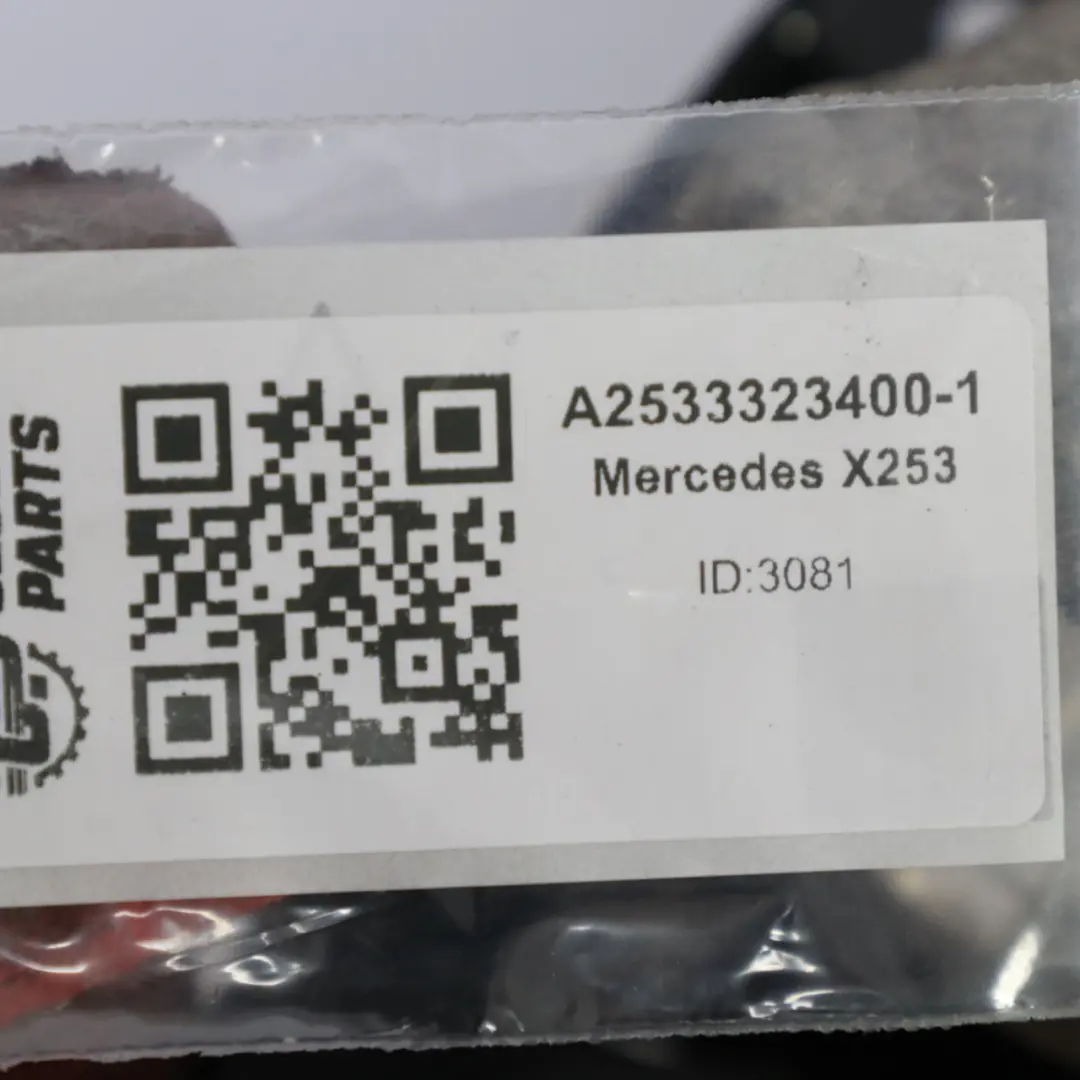 PARTS
A2533323400-1
Mercedes X253
ID:3081